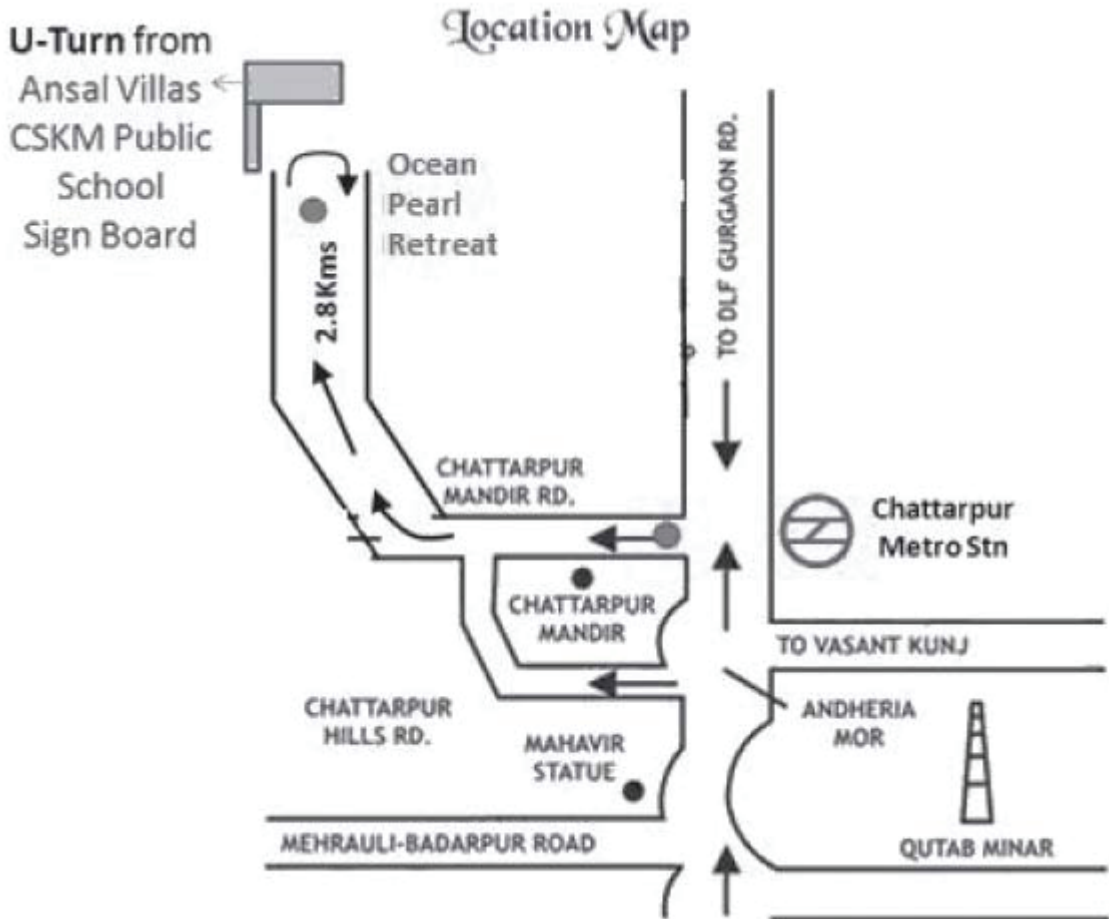 Location Map
U-Turn from
Ansal Villas
CSKM Public
School
Sign Board
Ocean
Pearl
Retreat
2.8 Kms
TO DLF GURGAON RD.
CHATTARPUR
MANDIR RD.
Chattarpur
Metro Stn
CHATTARPUR
MANDIR
TO VASANT KUNJ
CHATTARPUR
HILLS RD.
ANDHERIA
MOR
MAHAVIR
STATUE
MEHRAULI-BADARPUR ROAD
QUTAB MINAR